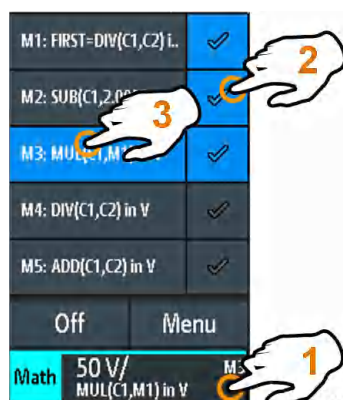 M1: FIRST=DIV(C1,C2) i..
2
M2: SUB(C1,2.00
3
M3: MUL(C1,M1)
M4: DIV(C1,C2) in V
M5: ADD(C1,C2) in V
Off Menu
Math 50 V/
MUL(C1,M1) in V
1